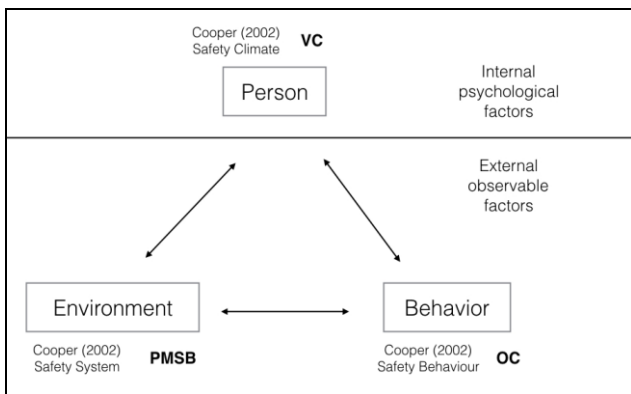 Cooper (2002)
Safety Climate
VC
Person
Internal
psychological
factors
External
observable
factors
Environment
Behavior
Cooper (2002)
Safety System
PMSB
Cooper (2002)
Safety Behaviour
OC